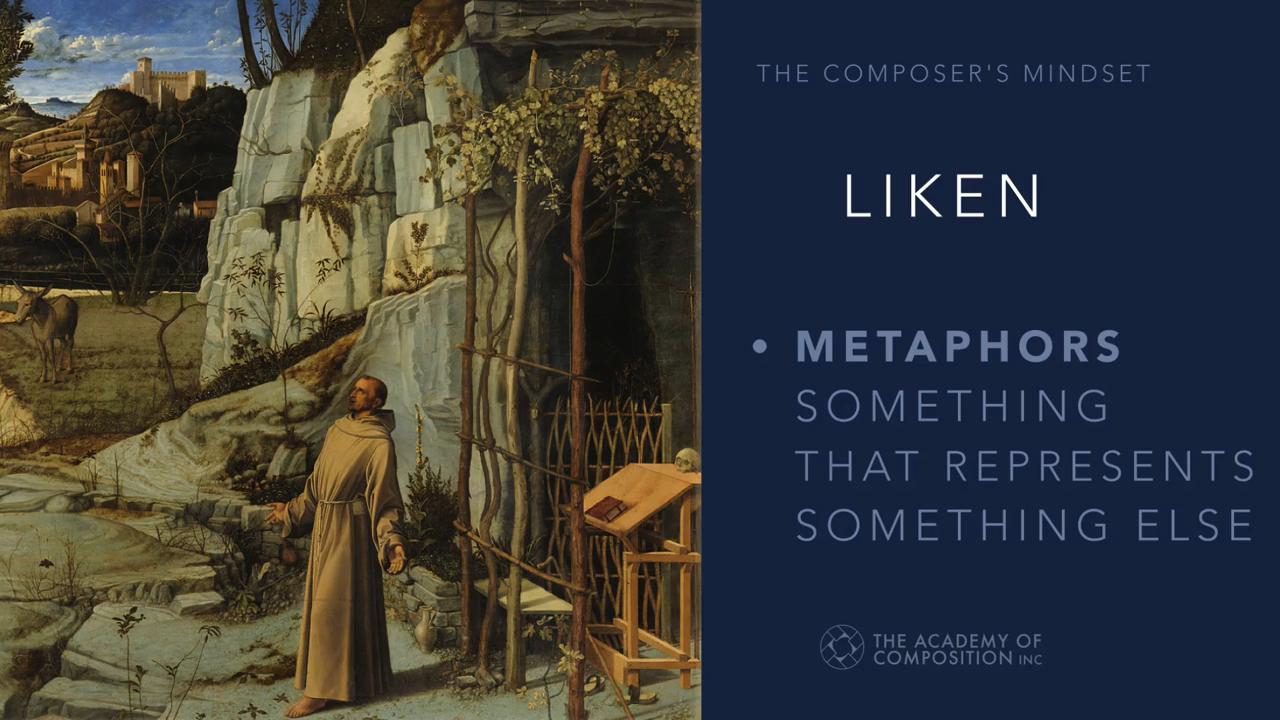 THE COMPOSER'S MINDSET
LIKEN
• METAPHORS
SOMETHING
THAT REPRESENTS
SOMETHING ELSE
THE ACADEMY OF
COMPOSITION INC